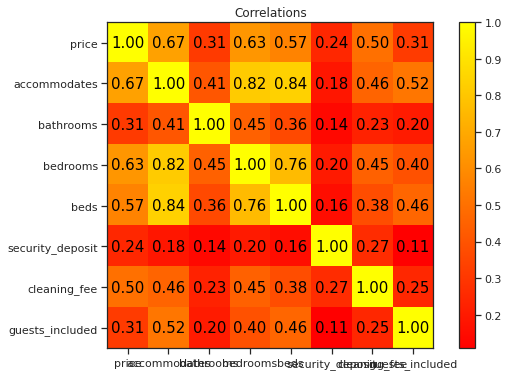 Correlations
price 1.00 0.67 0.31 0.63 0.57 0.24 0.50 0.31
accommodates 0.67 1.00 0.41 0.82 0.84 0.18 0.46 0.52
bathrooms 0.31 0.41 1.00 0.45 0.36 0.14 0.23 0.20
bedrooms 0.63 0.82 0.45 1.00 0.76 0.20 0.45 0.40
beds 0.57 0.84 0.36 0.76 1.00 0.16 0.38 0.46
security_deposit 0.24 0.18 0.14 0.20 0.16 1.00 0.27 0.11
cleaning_fee 0.50 0.46 0.23 0.45 0.38 0.27 1.00 0.25
guests_included 0.31 0.52 0.20 0.40 0.46 0.11 0.25 1.00
price accommodates bathrooms bedrooms beds security_deposit cleaning_fee guests_included
1.0
0.9
0.8
0.7
0.6
0.5
0.4
0.3
0.2